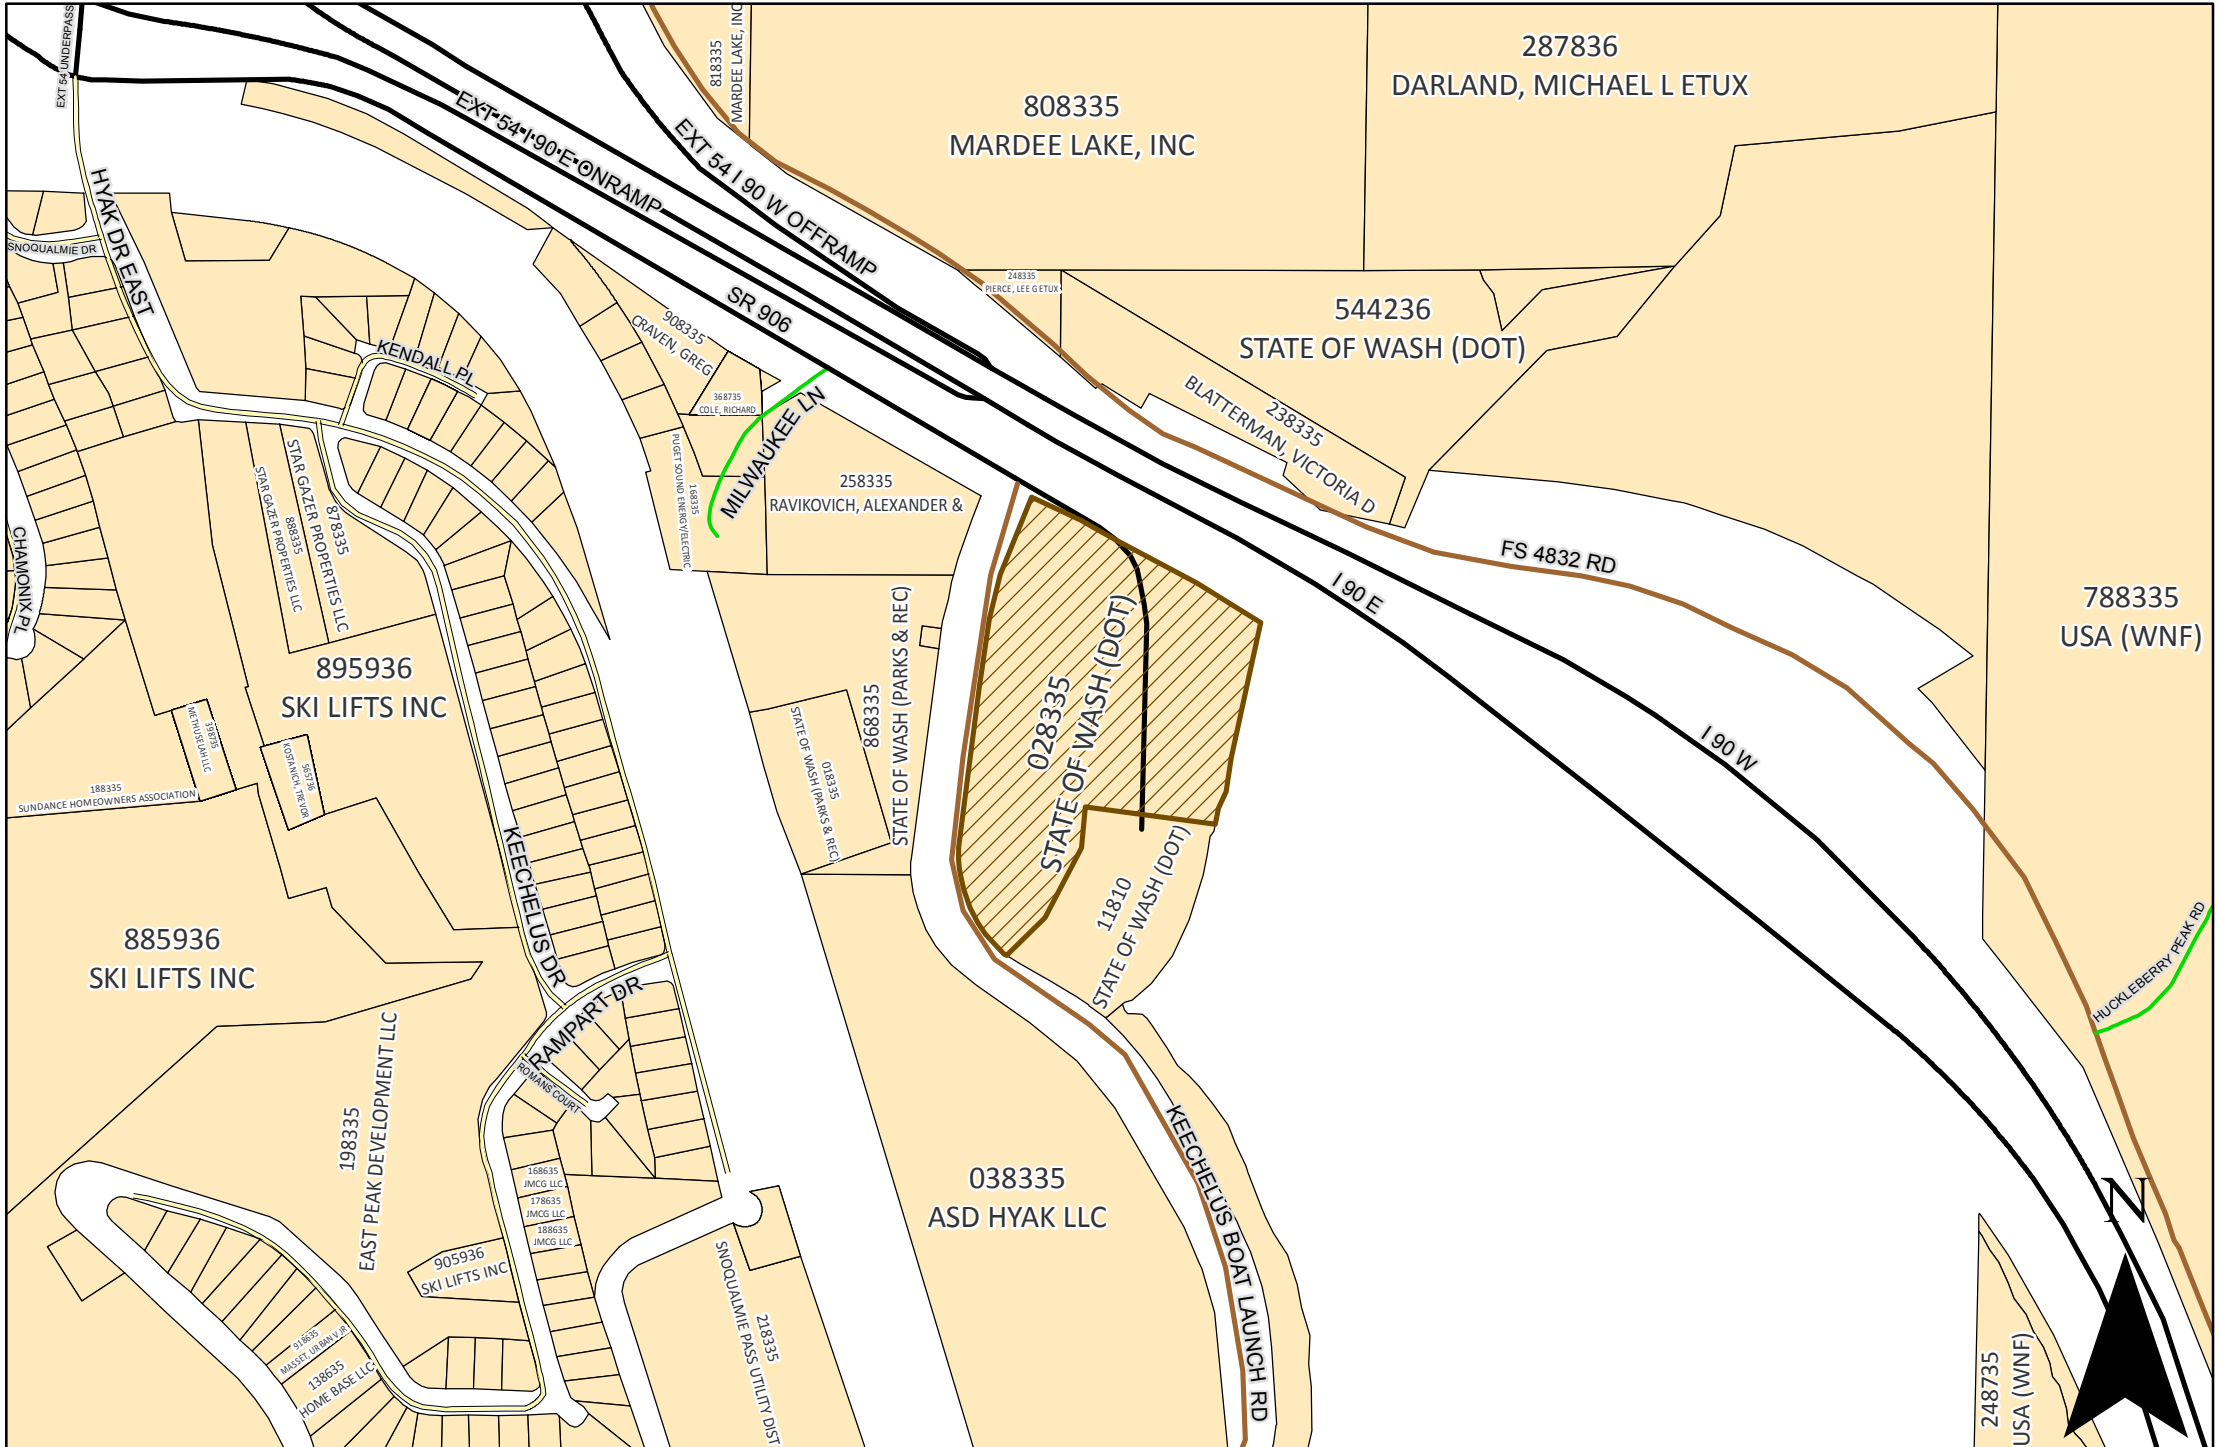 EXT 54 UNDERPASS
818335
MARDEE LAKE, INC
808335
MARDEE LAKE, INC
287836
DARLAND, MICHAEL L ETUX
EXT 54 I 90 E ONRAMP
EXT 54 I 90 W OFFRAMP
HYAK DR EAST
SNOQUALMIE DR
SR 906
248335
PIERCE, LEE G ETUX
544236
STATE OF WASH (DOT)
908335
CRAVEN, GREG
KENDALL PL
368735
COLE, RICHARD
MILWAUKEE LN
238335
BLATTERMAN, VICTORIA D
258335
RAVIKOVICH, ALEXANDER &
168335
PUGET SOUND ENERGY/ELECTRIC
878335
STAR GAZER PROPERTIES LLC
888335
STAR GAZER PROPERTIES LLC
CHAMONIX PL
FS 4832 RD
I 90 E
788335
USA (WNF)
895936
SKI LIFTS INC
868335
STATE OF WASH (PARKS & REC)
028335
STATE OF WASH (DOT)
018335
STATE OF WASH (PARKS & REC)
398735
METHUSELAH LLC
565736
KOSTANICH, TREVOR
I 90 W
188335
SUNDANCE HOMEOWNERS ASSOCIATION
KEECHELUS DR
11810
STATE OF WASH (DOT)
885936
SKI LIFTS INC
HUCKLEBERRY PEAK RD
RAMPART DR
ROMANS COURT
198335
EAST PEAK DEVELOPMENT LLC
168635
JMCG LLC
178635
JMCG LLC
188635
JMCG LLC
038335
ASD HYAK LLC
KEECHELUS BOAT LAUNCH RD
N
905936
SKI LIFTS INC
218335
SNOQUALMIE PASS UTILITY DIST
918635
MASSET, URBAN V JR
138635
HOME BASE LLC
248735
USA (WNF)